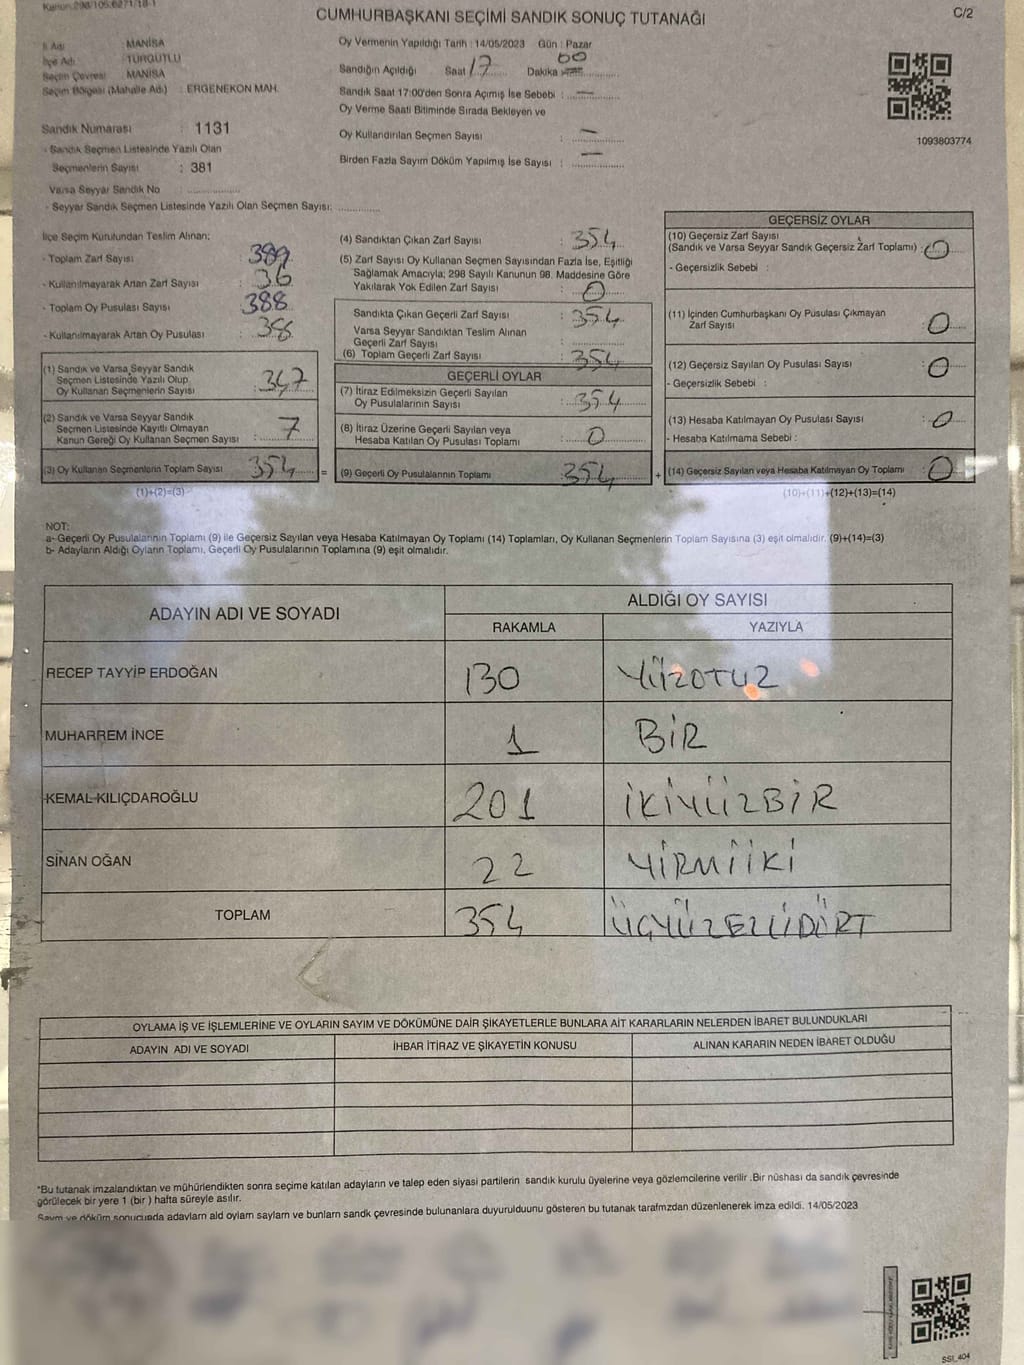 Kanun:298/105,6271/18-1
CUMHURBAŞKANI SEÇİMİ SANDIK SONUÇ TUTANAĞI
C/2
İl Adı : MANİSA
İlçe Adı : TURGUTLU
Seçim Çevresi : MANİSA
Seçim Bölgesi (Mahalle Adı) : ERGENEKON MAH.
Sandık Numarası : 1131
- Sandık Seçmen Listesinde Yazılı Olan
Seçmenlerin Sayısı : 381
Varsa Seyyar Sandık No
- Seyyar Sandık Seçmen Listesinde Yazılı Olan Seçmen Sayısı:
Oy Vermenin Yapıldığı Tarih : 14/05/2023 Gün : Pazar
Sandığın Açıldığı Saat 17 Dakika 00
Sandık Saat 17:00'den Sonra Açımış İse Sebebi : —
Oy Verme Saati Bitiminde Sırada Bekleyen ve
Oy Kullandırılan Seçmen Sayısı : —
Birden Fazla Sayım Döküm Yapılmış İse Sayısı : —
1093803774
İlçe Seçim Kurulundan Teslim Alınan;
- Toplam Zarf Sayısı :
- Kullanılmayarak Artan Zarf Sayısı : 36
- Toplam Oy Pusulası Sayısı : 388
- Kullanılmayarak Artan Oy Pusulası :
(1) Sandık ve Varsa Seyyar Sandık
Seçmen Listesinde Yazılı Olup
Oy Kullanan Seçmenlerin Sayısı : 347
(2) Sandık ve Varsa Seyyar Sandık
Seçmen Listesinde Kayıtlı Olmayan
Kanun Gereği Oy Kullanan Seçmen Sayısı : 7
(3) Oy Kullanan Seçmenlerin Toplam Sayısı 354 =
(1)+(2)=(3)
(4) Sandıktan Çıkan Zarf Sayısı : 354
(5) Zarf Sayısı Oy Kullanan Seçmen Sayısından Fazla İse, Eşitliği
Sağlamak Amacıyla; 298 Sayılı Kanunun 98. Maddesine Göre
Yakılarak Yok Edilen Zarf Sayısı : 0
Sandıkta Çıkan Geçerli Zarf Sayısı : 354
Varsa Seyyar Sandıktan Teslim Alınan
Geçerli Zarf Sayısı :
(6) Toplam Geçerli Zarf Sayısı : 354
GEÇERLİ OYLAR
(7) İtiraz Edilmeksizin Geçerli Sayılan
Oy Pusulalarının Sayısı : 354
(8) İtiraz Üzerine Geçerli Sayılan veya
Hesaba Katılan Oy Pusulası Toplamı : 0
(9) Geçerli Oy Pusulalarının Toplamı 354 +
GEÇERSİZ OYLAR
(10) Geçersiz Zarf Sayısı
(Sandık ve Varsa Seyyar Sandık Geçersiz Zarf Toplamı) : 0
- Geçersizlik Sebebi :
(11) İçinden Cumhurbaşkanı Oy Pusulası Çıkmayan
Zarf Sayısı : 0
(12) Geçersiz Sayılan Oy Pusulası Sayısı : 0
- Geçersizlik Sebebi :
(13) Hesaba Katılmayan Oy Pusulası Sayısı : 0
- Hesaba Katılmama Sebebi :
(14) Geçersiz Sayılan veya Hesaba Katılmayan Oy Toplamı : 0
(10)+(11)+(12)+(13)=(14)
NOT:
a- Geçerli Oy Pusulalarının Toplamı (9) ile Geçersiz Sayılan veya Hesaba Katılmayan Oy Toplamı (14) Toplamları, Oy Kullanan Seçmenlerin Toplam Sayısına (3) eşit olmalıdır. (9)+(14)=(3)
b- Adayların Aldığı Oyların Toplamı, Geçerli Oy Pusulalarının Toplamına (9) eşit olmalıdır.
ADAYIN ADI VE SOYADI
ALDIĞI OY SAYISI
RAKAMLA YAZIYLA
RECEP TAYYİP ERDOĞAN 130 YÜZOTUZ
MUHARREM İNCE 1 BİR
KEMAL KILIÇDAROĞLU 201 İKİYÜZBİR
SİNAN OĞAN 22 YİRMİİKİ
TOPLAM 354 ÜÇYÜZELLİDÖRT
OYLAMA İŞ VE İŞLEMLERİNE VE OYLARIN SAYIM VE DÖKÜMÜNE DAİR ŞİKAYETLERLE BUNLARA AİT KARARLARIN NELERDEN İBARET BULUNDUKLARI
ADAYIN ADI VE SOYADI İHBAR İTİRAZ VE ŞİKAYETİN KONUSU ALINAN KARARIN NEDEN İBARET OLDUĞU
*Bu tutanak imzalandıktan ve mühürlendikten sonra seçime katılan adayların ve talep eden siyasi partilerin sandık kurulu üyelerine veya gözlemcilerine verilir .Bir nüshası da sandık çevresinde
görülecek bir yere 1 (bir ) hafta süreyle asılır.
Sayım ve döküm sonucunda adayların ald oyların sayıların ve bunların sandk çevresinde bulunanlara duyurulduunu gösteren bu tutanak tarafmzdan düzenlenerek imza edildi. 14/05/2023
SSL 404